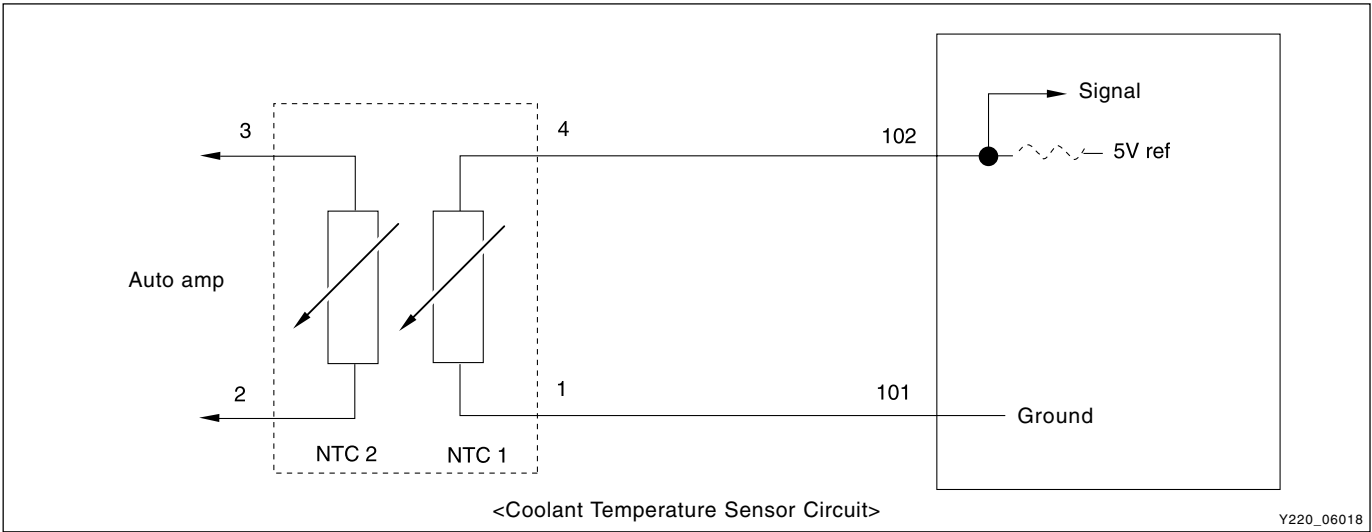 Signal
3
4
102
5V ref
Auto amp
2
1
101
Ground
NTC 2
NTC 1
<Coolant Temperature Sensor Circuit>
Y220_06018